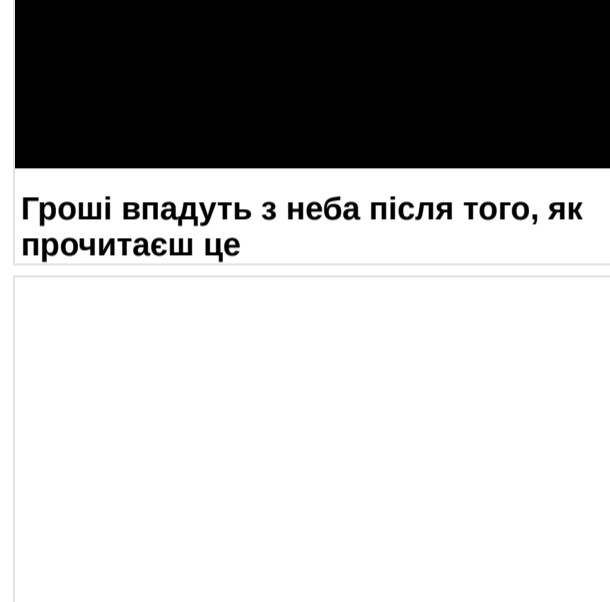 Гроші впадуть з неба після того, як
прочитаєш це